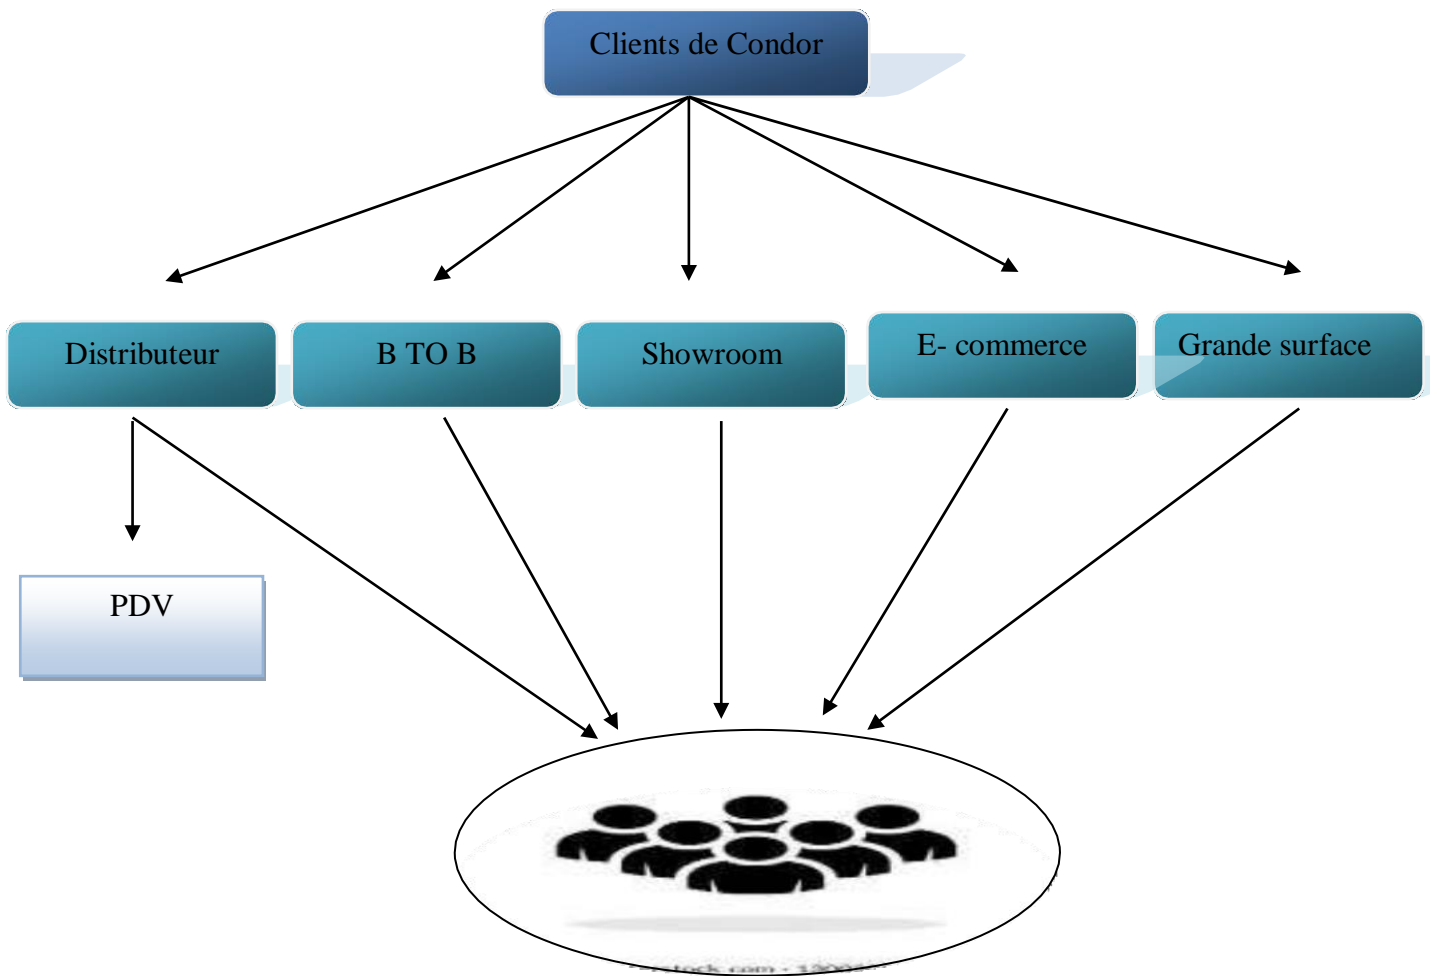 Clients de Condor
Distributeur
B TO B
Showroom
E- commerce
Grande surface
PDV